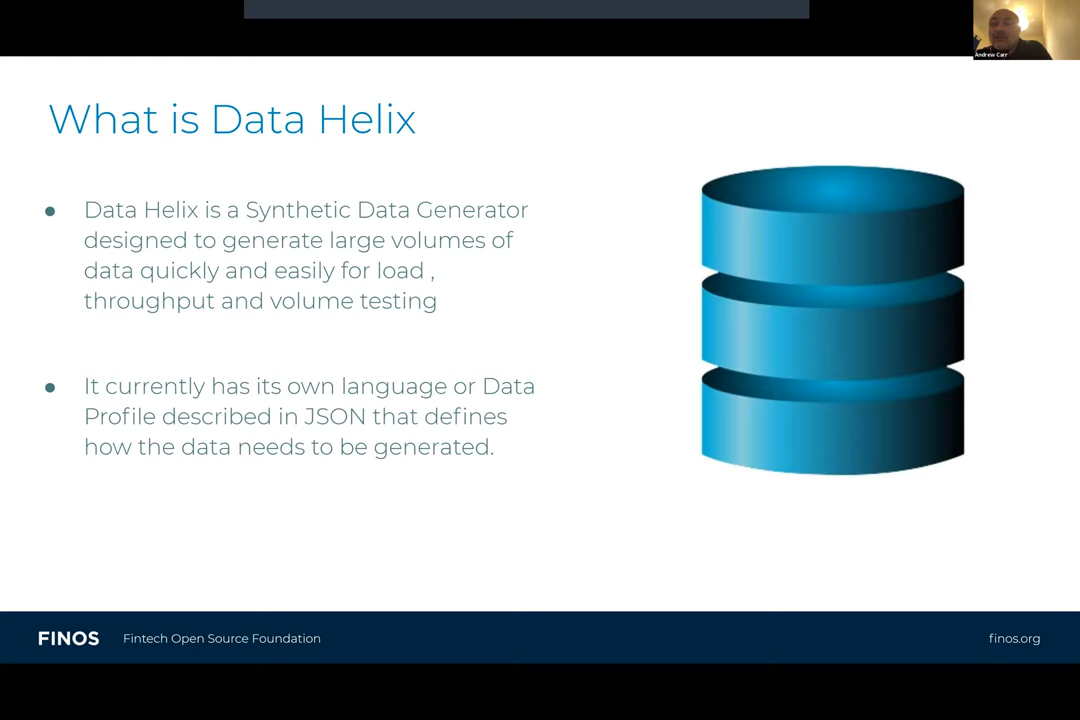 Andrew Carr
What is Data Helix
● Data Helix is a Synthetic Data Generator
designed to generate large volumes of
data quickly and easily for load ,
throughput and volume testing
● It currently has its own language or Data
Profile described in JSON that defines
how the data needs to be generated.
FINOS Fintech Open Source Foundation finos.org